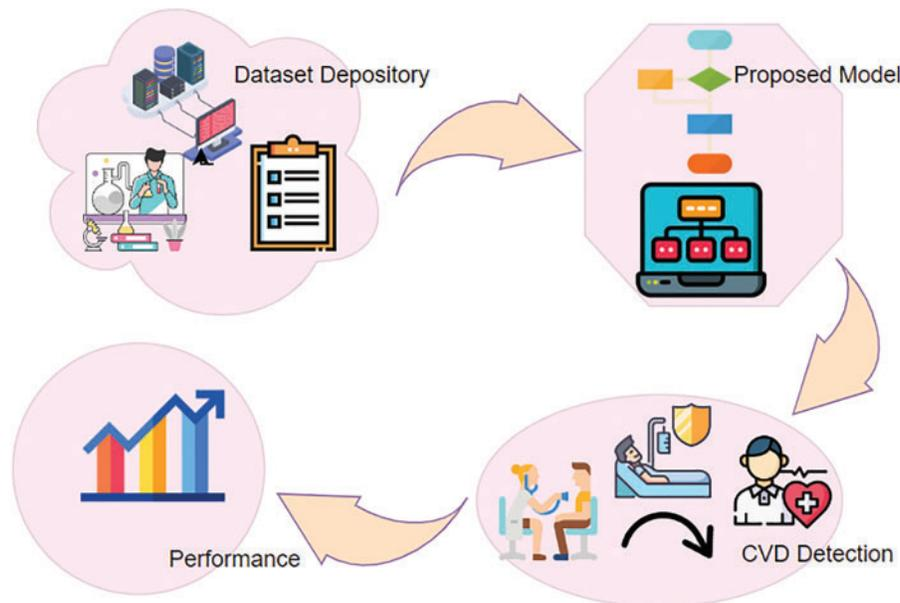 Dataset Depository
Proposed Model
CVD Detection
Performance